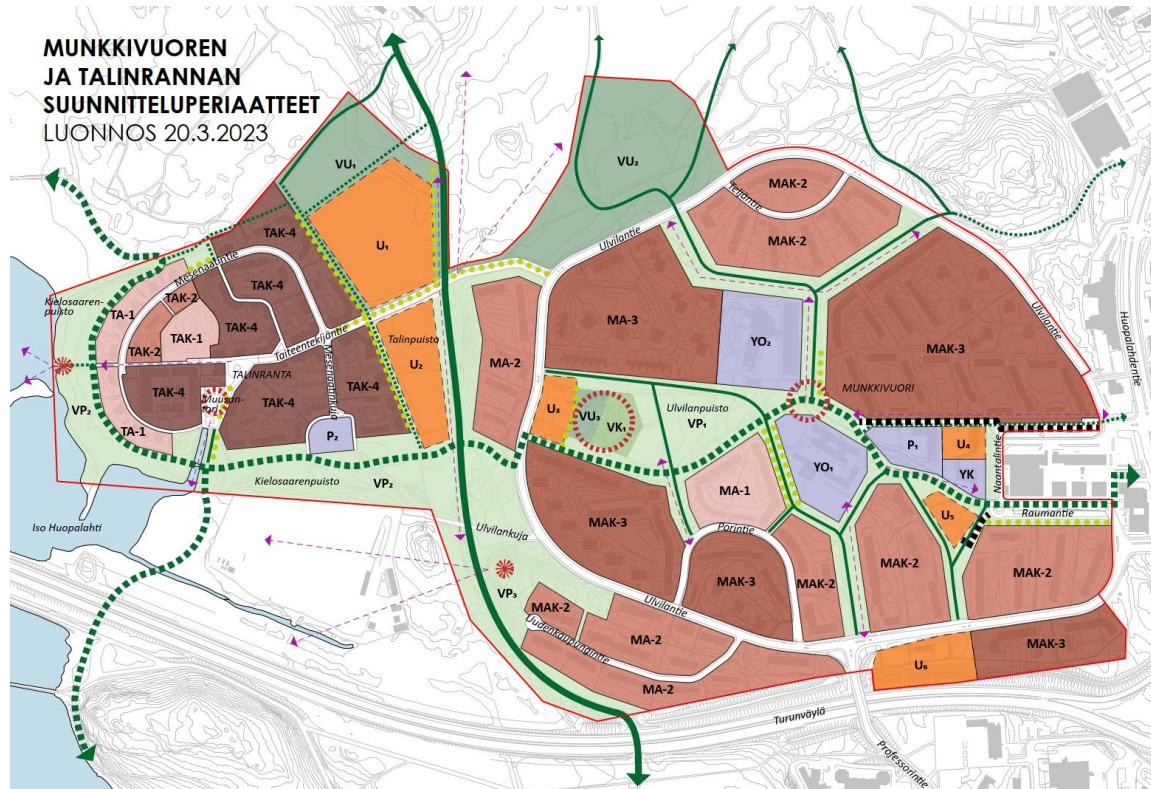 MUNKKIVUOREN
JA TALINRANNAN
SUUNNITTELUPERIAATTEET
LUONNOS 20.3.2023
VU₁
VU₂
MAK-2
Teljäntie
MAK-2
Ulvilantie
TAK-4
U₁
Mesenaatintie
Kielosaaren-
puisto
TA-1
TAK-2
TAK-4
TAK-4
MA-3
Ulvilantie
Huopalahdentie
TAK-1
TAK-2
Taiteentekijäntie
Talinpuisto
YO₂
MAK-3
TALINRANTA
Mesenaatinkuja
TAK-4
U₂
MA-2
MUNKKIVUORI
TAK-4
Muusan-
tori
TAK-4
VP₂
TA-1
P₂
U₃
VU₃
VK₁
Ulvilanpuisto
VP₁
YO₁
P₁
U₄
YK
Naantalintie
Kielosaarenpuisto
VP₂
MA-1
U₅
Raumantie
Iso Huopalahti
Ulvilankuja
MAK-3
Porintie
MAK-3
MAK-2
MAK-2
MAK-2
VP₃
MAK-2
Ulvilantie
Uudenkaupungintie
MA-2
MA-2
U₆
MAK-3
Turunväylä
Professorintie